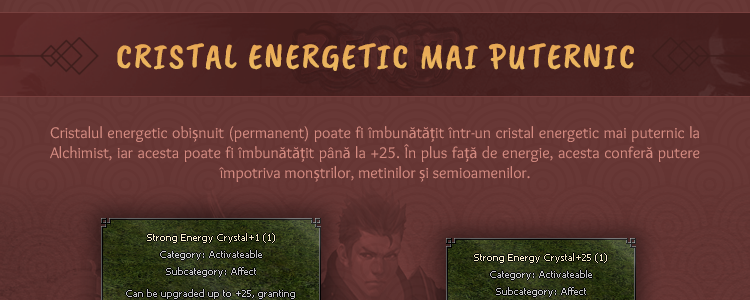 CRISTAL ENERGETIC MAI PUTERNIC
Cristalul energetic obișnuit (permanent) poate fi îmbunătățit într-un cristal energetic mai puternic la
Alchimist, iar acesta poate fi îmbunătățit până la +25. În plus față de energie, acesta conferă putere
împotriva monștrilor, metinilor și semioamenilor.
Strong Energy Crystal+1 (1)
Category: Activateable
Subcategory: Affect
Can be upgraded up to +25, granting
Strong Energy Crystal+25 (1)
Category: Activateable
Subcategory: Affect